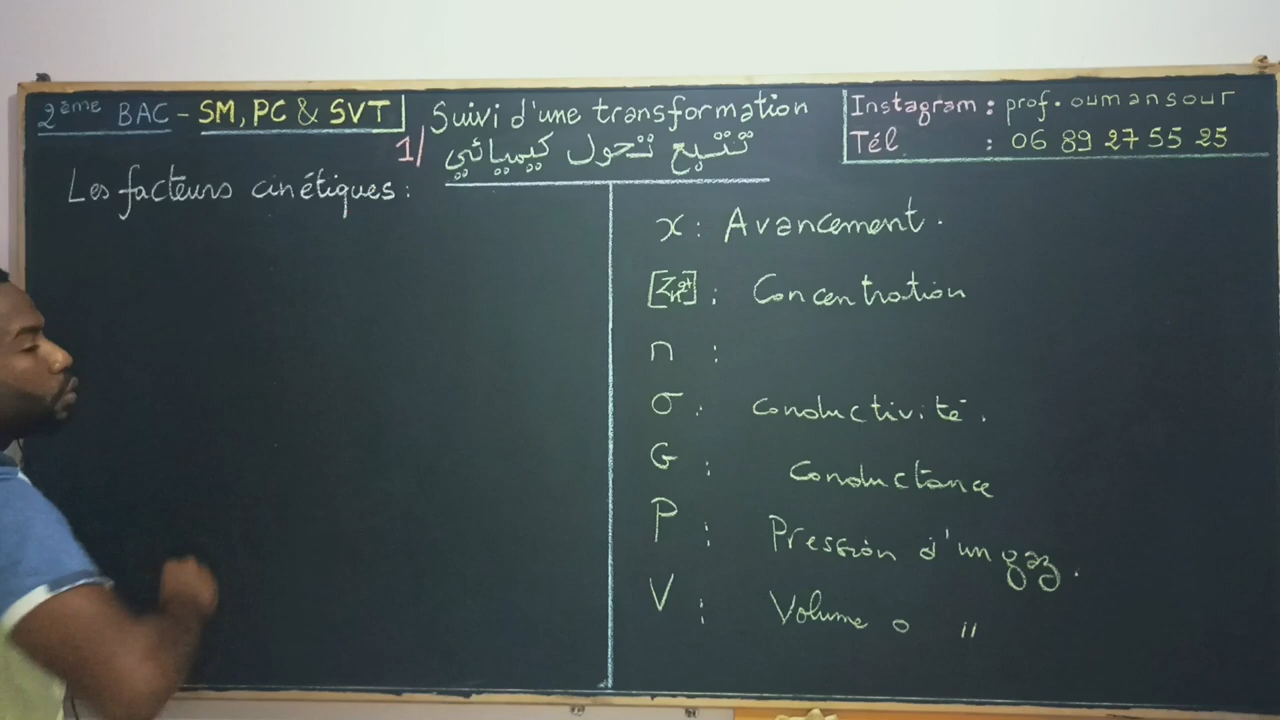 2ème BAC - SM, PC & SVT
Suivi d'une transformation
1/ تتبع تحول كيميائي
Instagram : prof.oumansour
Tél : 06 89 27 55 25
Les facteurs cinétiques :
x : Avancement.
[Zn²⁺] : Concentration
n :
σ : conductivité.
G : Conductance
P : Pression d'un gaz.
V : Volume o "